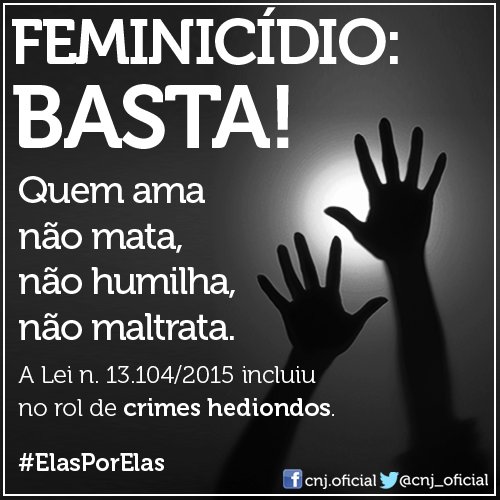 FEMINICÍDIO:
BASTA!
Quem ama
não mata,
não humilha,
não maltrata.
A Lei n. 13.104/2015 incluiu
no rol de crimes hediondos.
#ElasPorElas
cnj.oficial @cnj_oficial